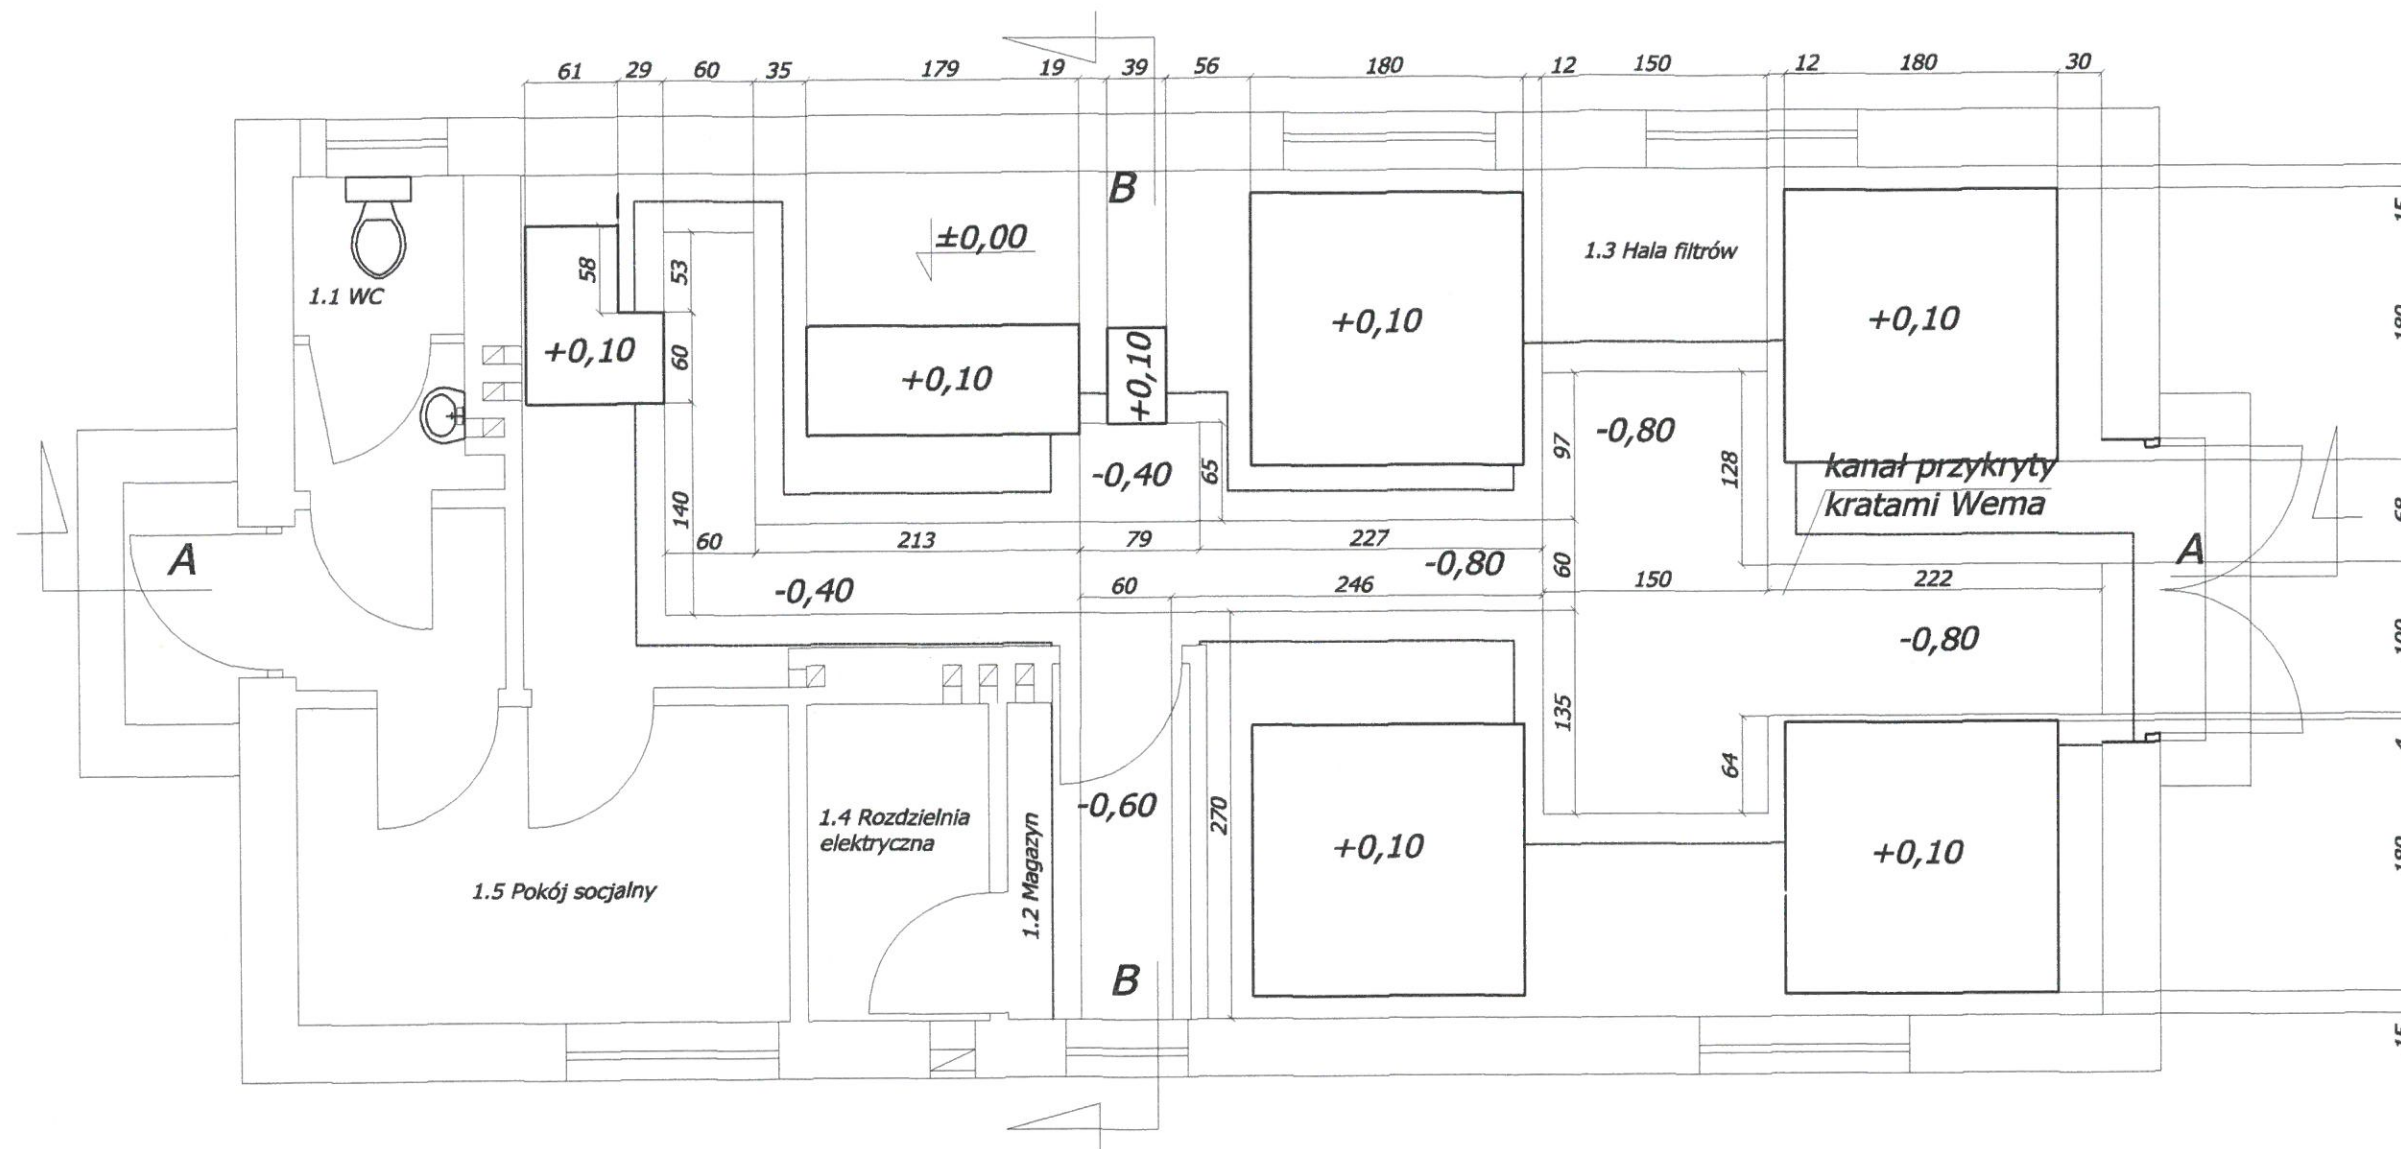 61 29 60 35 179 19 39 56 180 12 150 12 180 30
B
±0,00
1.3 Hala filtrów
58
53
1.1 WC
+0,10
60
+0,10
+0,10
+0,10
+0,10
-0,80
97
128
-0,40
65
kanał przykryty
kratami Wema
140
60 213 79 227
A
-0,80
60
A
-0,40
60 246 150 222
-0,80
135
64
-0,60
270
1.4 Rozdzielnia
elektryczna
1.2 Magazyn
+0,10
+0,10
1.5 Pokój socjalny
B